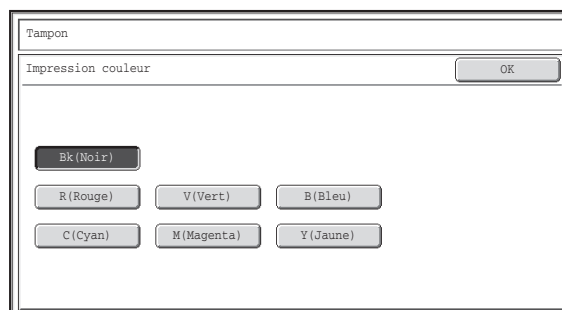 Tampon
Impression couleur OK
Bk(Noir)
R(Rouge) V(Vert) B(Bleu)
C(Cyan) M(Magenta) Y(Jaune)